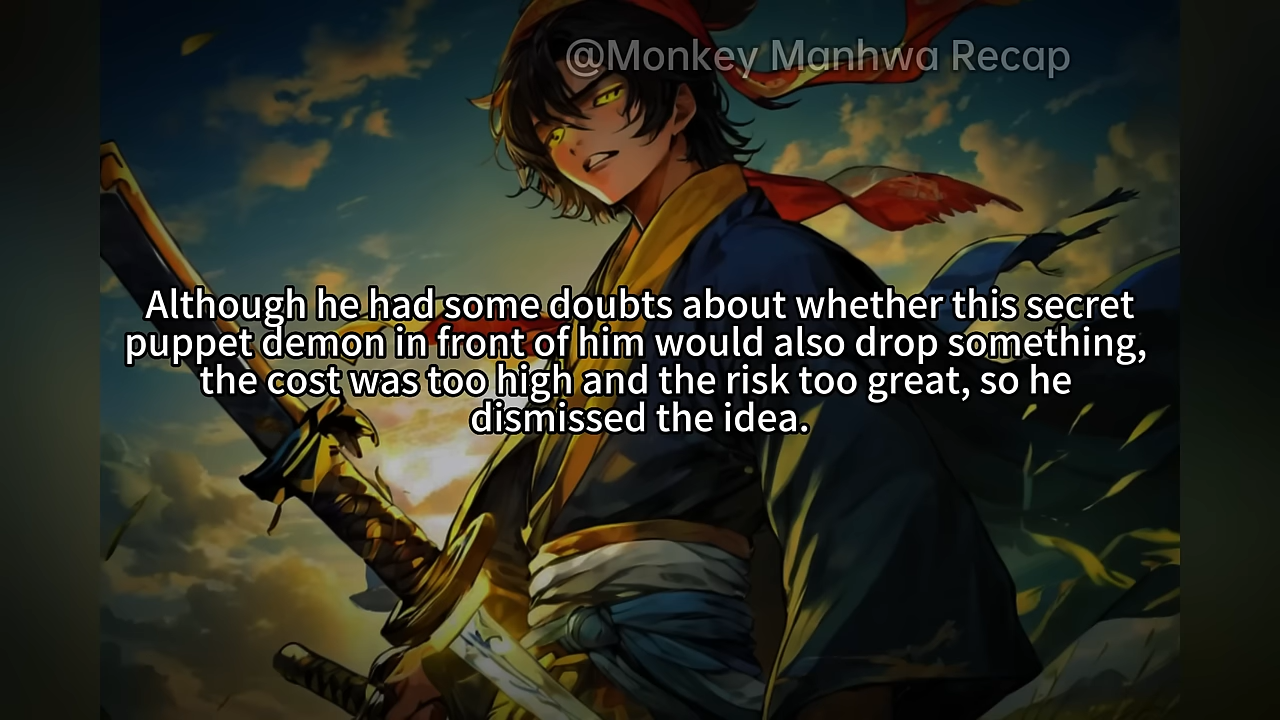 @Monkey Manhwa Recap
Although he had some doubts about whether this secret
puppet demon in front of him would also drop something,
the cost was too high and the risk too great, so he
dismissed the idea.